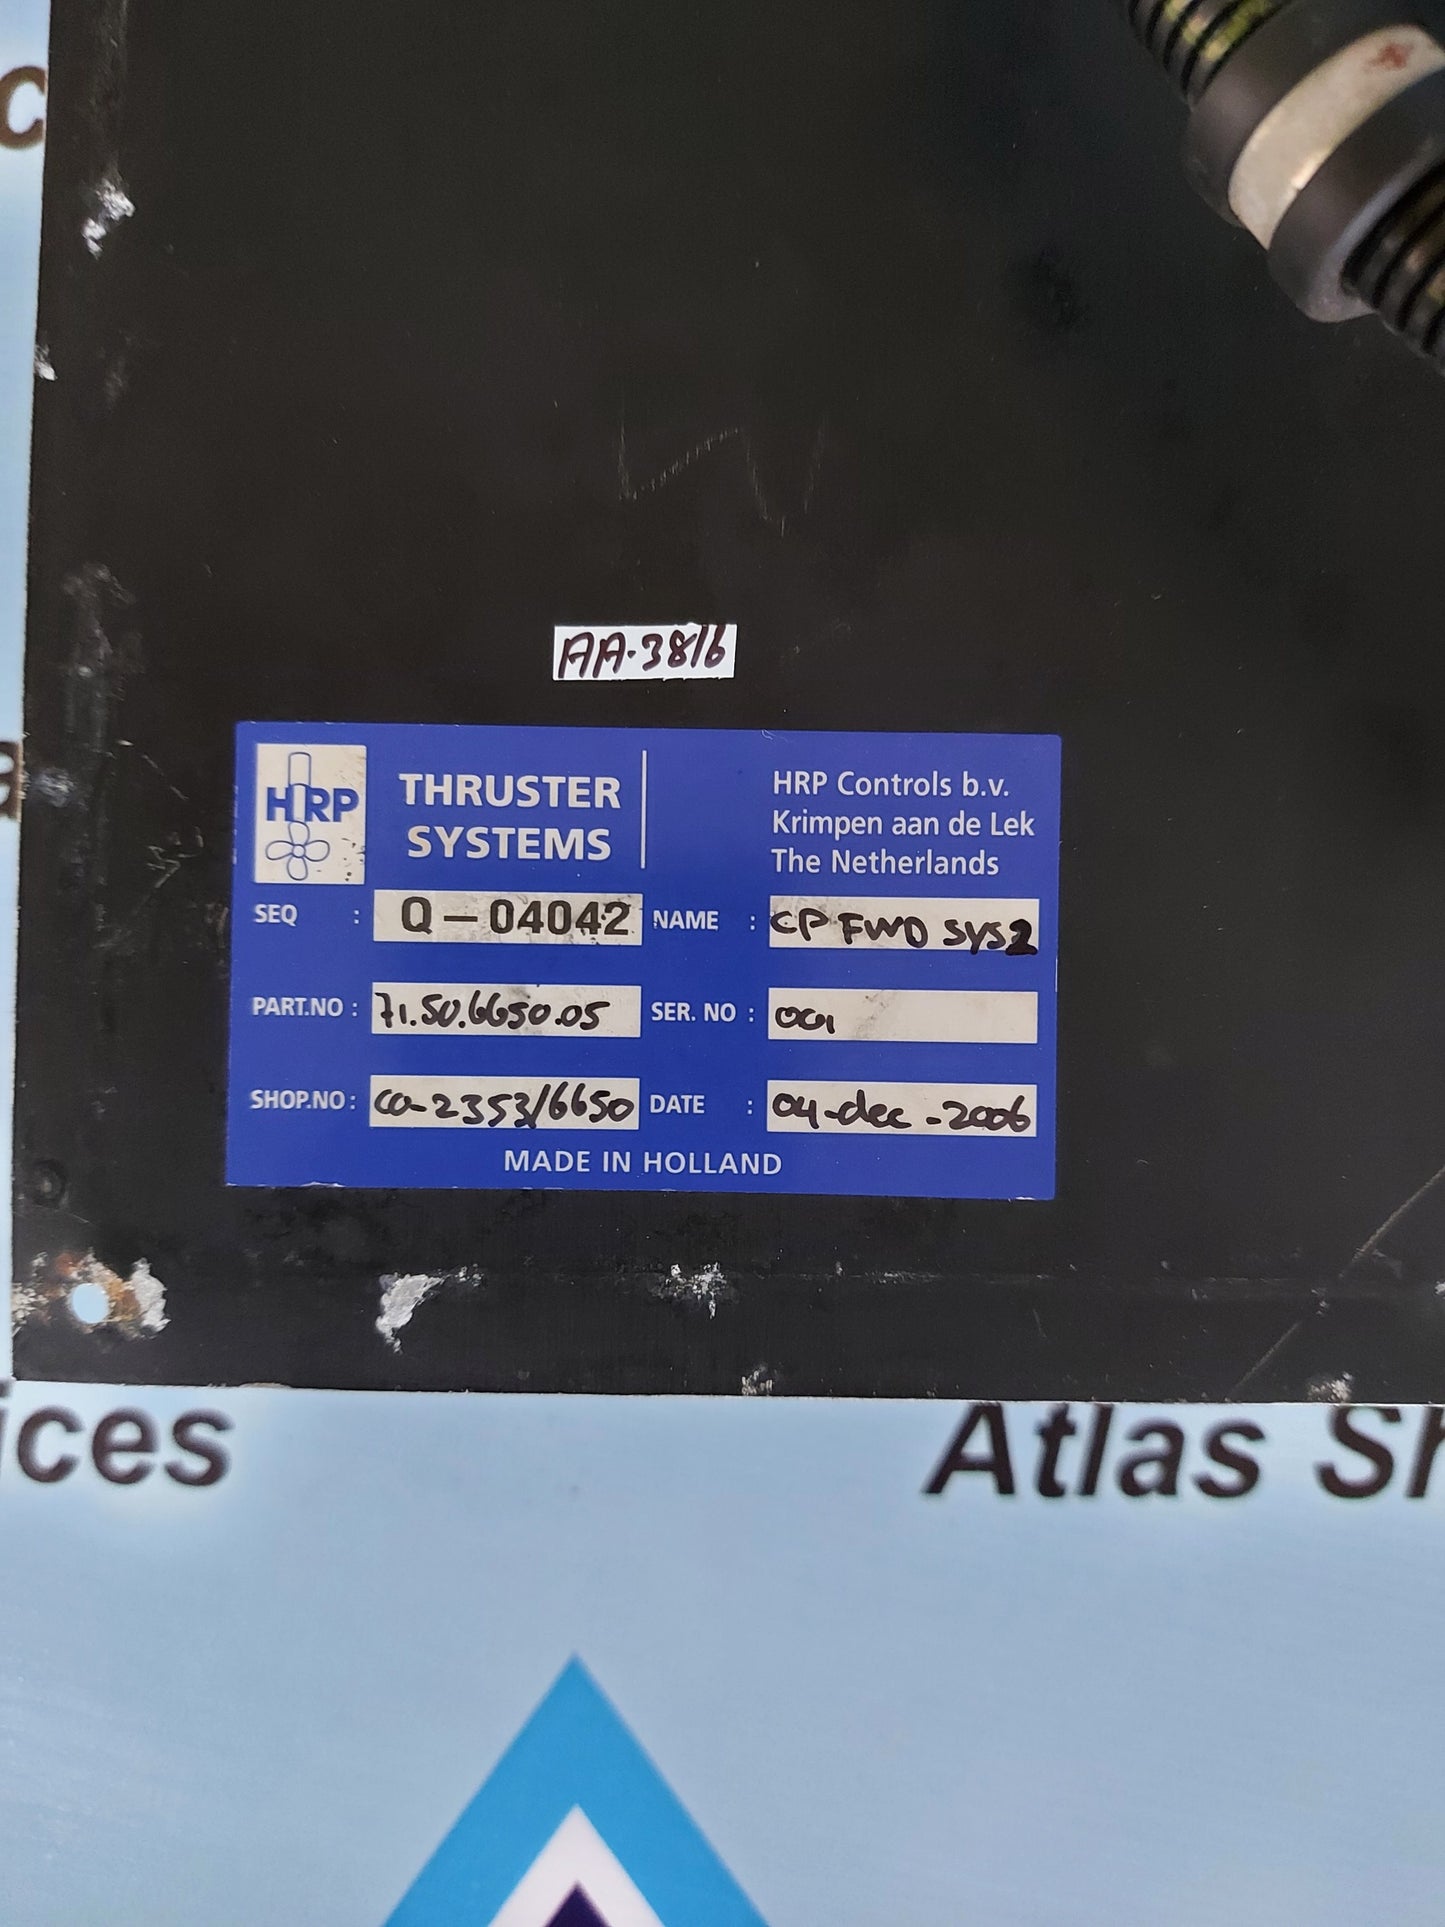 AA-3816
HRP
THRUSTER
SYSTEMS
HRP Controls b.v.
Krimpen aan de Lek
The Netherlands
SEQ : Q – 04042 NAME : CP FWD SYS2
PART.NO : 71.50.6650.05 SER. NO : 001
SHOP.NO : CO-2353/6650 DATE : 04-dec-2006
MADE IN HOLLAND
ices
Atlas Sh